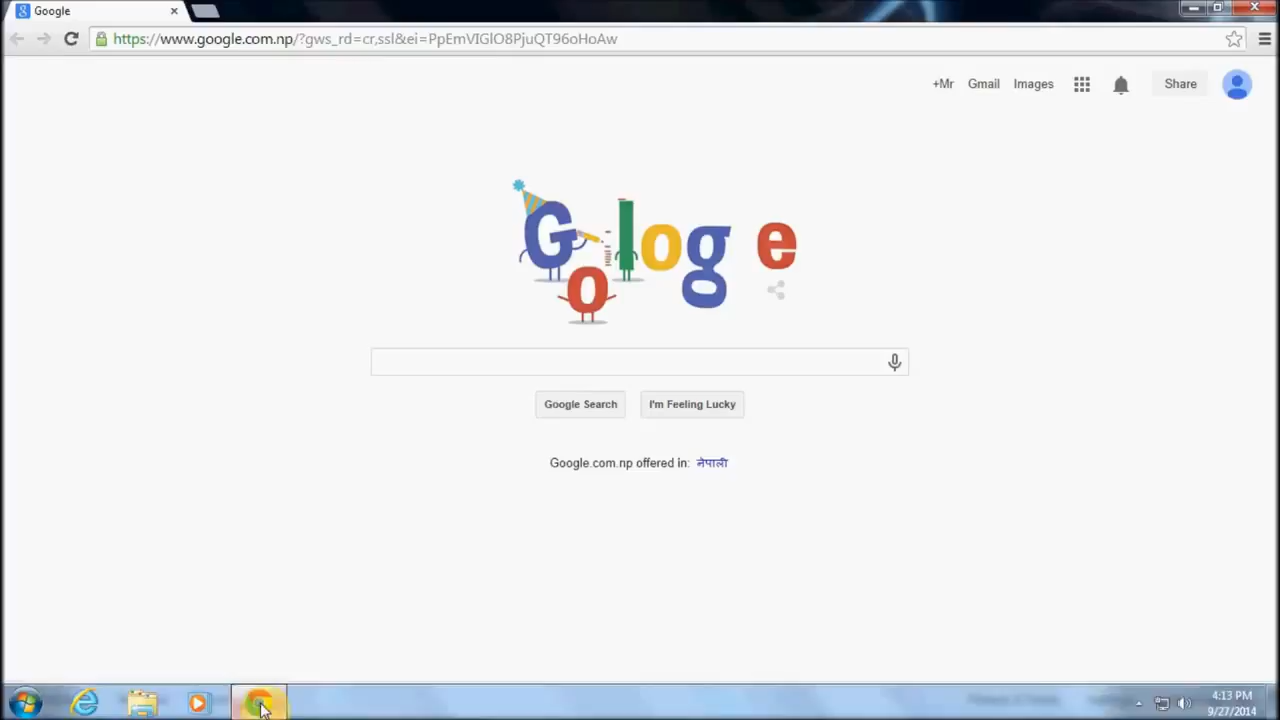 Google
https://www.google.com.np/?gws_rd=cr,ssl&ei=PpEmVIGlO8PjuQT96oHoAw
+Mr Gmail Images Share
G o l o g e
Google Search I'm Feeling Lucky
Google.com.np offered in: नेपाली
4:13 PM
9/27/2014